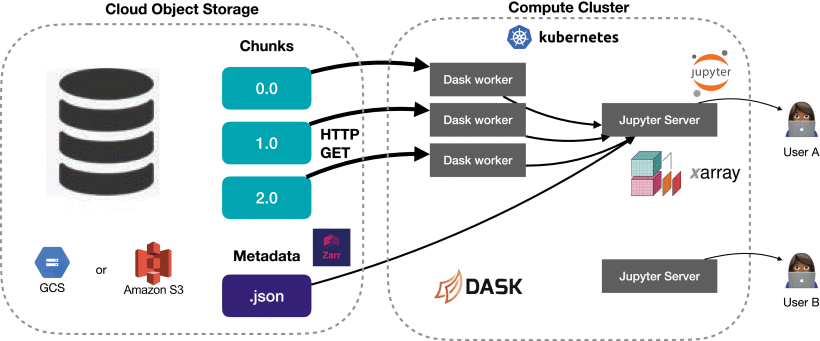 Cloud Object Storage
Compute Cluster
Chunks
0.0
1.0
2.0
HTTP
GET
Metadata
Zarr
.json
GCS
or
Amazon S3
kubernetes
Dask worker
Dask worker
Dask worker
jupyter
Jupyter Server
xarray
User A
DASK
Jupyter Server
User B